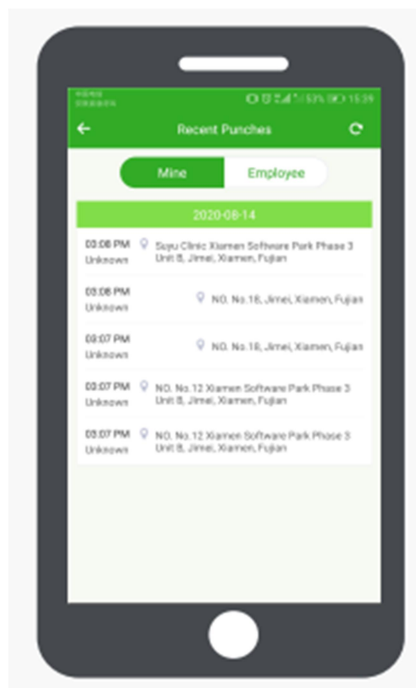 53% 15:39
Recent Punches
Mine
Employee
2020-08-14
03:08 PM
Unknown
Suyu Clinic Xiamen Software Park Phase 3
Unit B, Jimei, Xiamen, Fujian
03:08 PM
Unknown
NO. No.18, Jimei, Xiamen, Fujian
03:07 PM
Unknown
NO. No.18, Jimei, Xiamen, Fujian
03:07 PM
Unknown
NO. No.12 Xiamen Software Park Phase 3
Unit B, Jimei, Xiamen, Fujian
03:07 PM
Unknown
NO. No.12 Xiamen Software Park Phase 3
Unit B, Jimei, Xiamen, Fujian